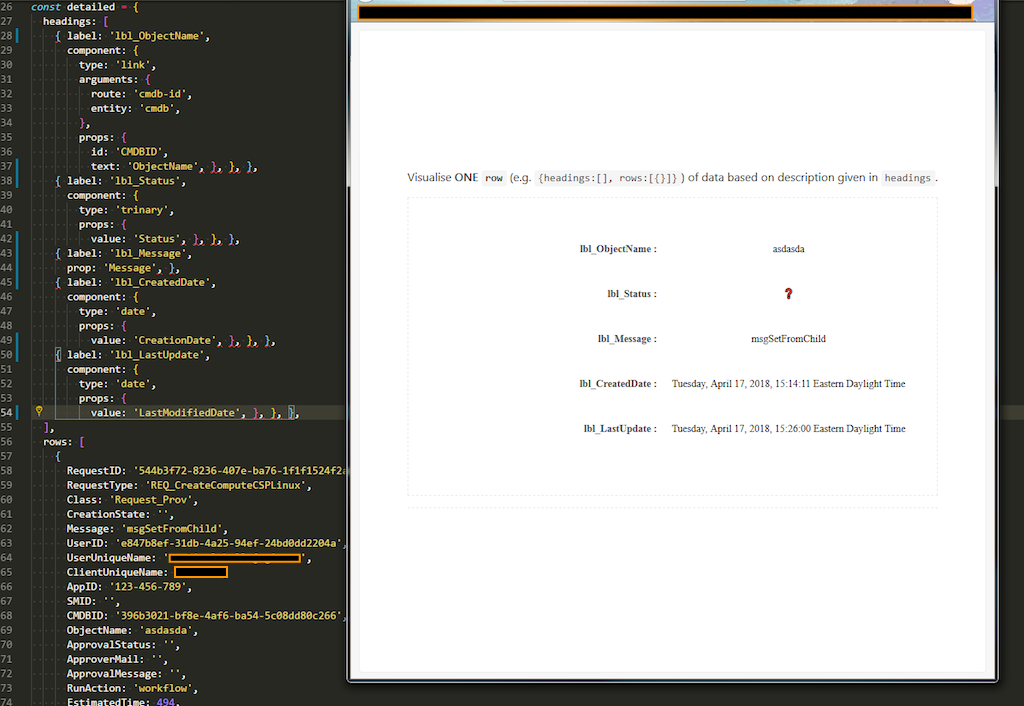 26 const detailed = {
27 headings: [
28 { label: 'lbl_ObjectName',
29 component: {
30 type: 'link',
31 arguments: {
32 route: 'cmdb-id',
33 entity: 'cmdb',
34 },
35 props: {
36 id: 'CMDBID',
37 text: 'ObjectName', }, }, },
38 { label: 'lbl_Status',
39 component: {
40 type: 'trinary',
41 props: {
42 value: 'Status', }, }, },
43 { label: 'lbl_Message',
44 prop: 'Message', },
45 { label: 'lbl_CreatedDate',
46 component: {
47 type: 'date',
48 props: {
49 value: 'CreationDate', }, }, },
50 { label: 'lbl_LastUpdate',
51 component: {
52 type: 'date',
53 props: {
54 value: 'LastModifiedDate', }, }, },
55 ],
56 rows: [
57 {
58 RequestID: '544b3f72-8236-407e-ba76-1f1f1524f2a
59 RequestType: 'REQ_CreateComputeCSPLinux',
60 Class: 'Request_Prov',
61 CreationState: '',
62 Message: 'msgSetFromChild',
63 UserID: 'e847b8ef-31db-4a25-94ef-24bd0dd2204a',
64 UserUniqueName: '',
65 ClientUniqueName:
66 AppID: '123-456-789',
67 SMID: '',
68 CMDBID: '396b3021-bf8e-4af6-ba54-5c08dd80c266',
69 ObjectName: 'asdasda',
70 ApprovalStatus: '',
71 ApproverMail: '',
72 ApprovalMessage: '',
73 RunAction: 'workflow',
74 EstimatedTime: 494,
Visualise ONE row (e.g. {headings:[], rows:[{}]} ) of data based on description given in headings .
lbl_ObjectName : asdasda
lbl_Status : ?
lbl_Message : msgSetFromChild
lbl_CreatedDate : Tuesday, April 17, 2018, 15:14:11 Eastern Daylight Time
lbl_LastUpdate : Tuesday, April 17, 2018, 15:26:00 Eastern Daylight Time